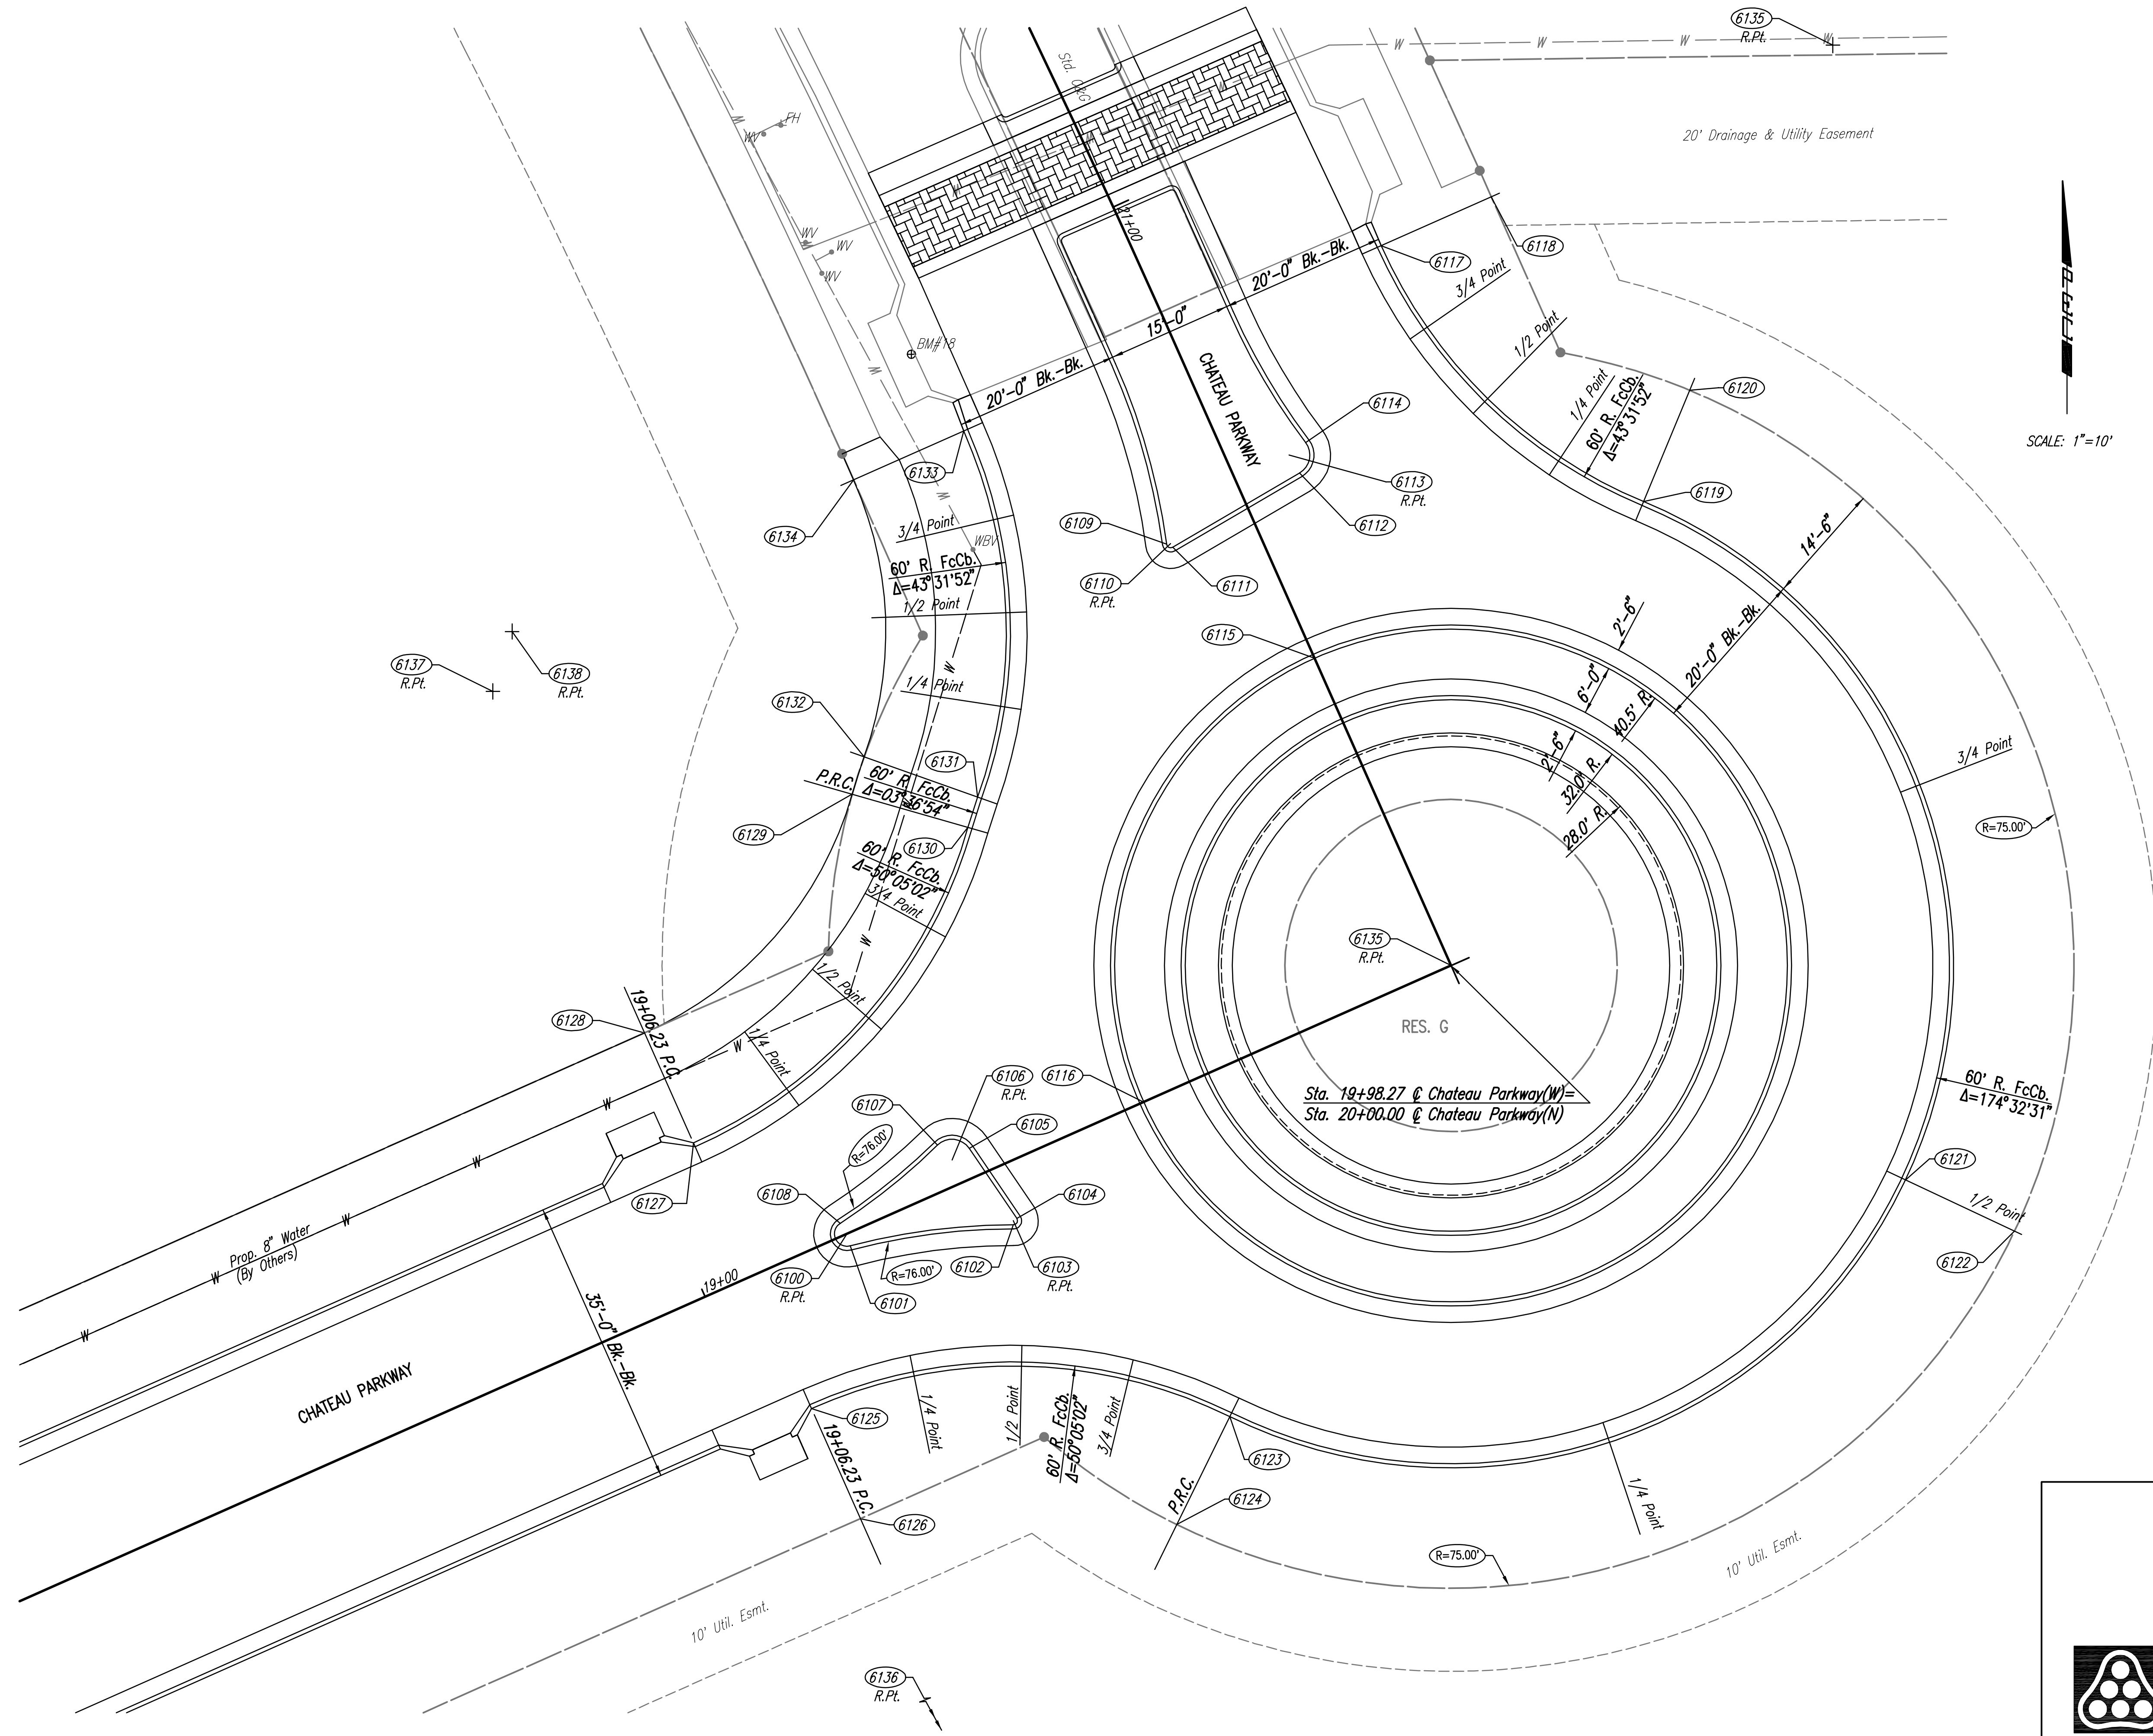 6135
R.Pt.
W
W
W
W
Std. C&G
W
FH
WV
20' Drainage & Utility Easement
W
W
W
21+00
WV
WV
WV
6118
6117
20'-0" Bk.-Bk.
3/4 Point
15'-0"
1/2 Point
BM#18
W
20'-0" Bk.-Bk.
CHATEAU PARKWAY
1/4 Point
60' R. FcCb.
Δ=43°31'52"
6120
6114
SCALE: 1"=10'
6133
6113
R.Pt.
W
6119
6134
3/4 Point
6109
6112
14'-6"
WBV
60' R. FcCb.
Δ=43°31'52"
6110
R.Pt.
6111
1/2 Point
2'-6"
6115
20'-0" Bk.-Bk.
6137
R.Pt.
6138
R.Pt.
W
1/4 Point
6'-0"
40.5' R.
6132
3/4 Point
2'-6"
6131
P.R.C.
60' R. FcCb.
Δ=03°36'54"
32.0' R.
28.0' R.
R=75.00'
6129
6130
60' R. FcCb.
Δ=50°05'02"
3/4 Point
6135
R.Pt.
W
1/2 Point
19+06.23 P.C.
6128
RES. G
W
1/4 Point
6106
R.Pt.
6116
Sta. 19+98.27 ℄ Chateau Parkway(W)=
Sta. 20+00.00 ℄ Chateau Parkway(N)
60' R. FcCb.
Δ=174°32'31"
W
6107
6105
R=76.00'
W
6121
6127
6108
6104
1/2 Point
W
Prop. 8" Water
(By Others)
W
6122
19+00
6100
R.Pt.
R=76.00'
6102
6103
R.Pt.
6101
W
35'-0" Bk.-Bk.
CHATEAU PARKWAY
6125
1/4 Point
1/2 Point
60' R. FcCb.
Δ=50°05'02"
3/4 Point
19+06.23 P.C.
6123
P.R.C.
6124
1/4 Point
6126
R=75.00'
10' Util. Esmt.
10' Util. Esmt.
6136
R.Pt.